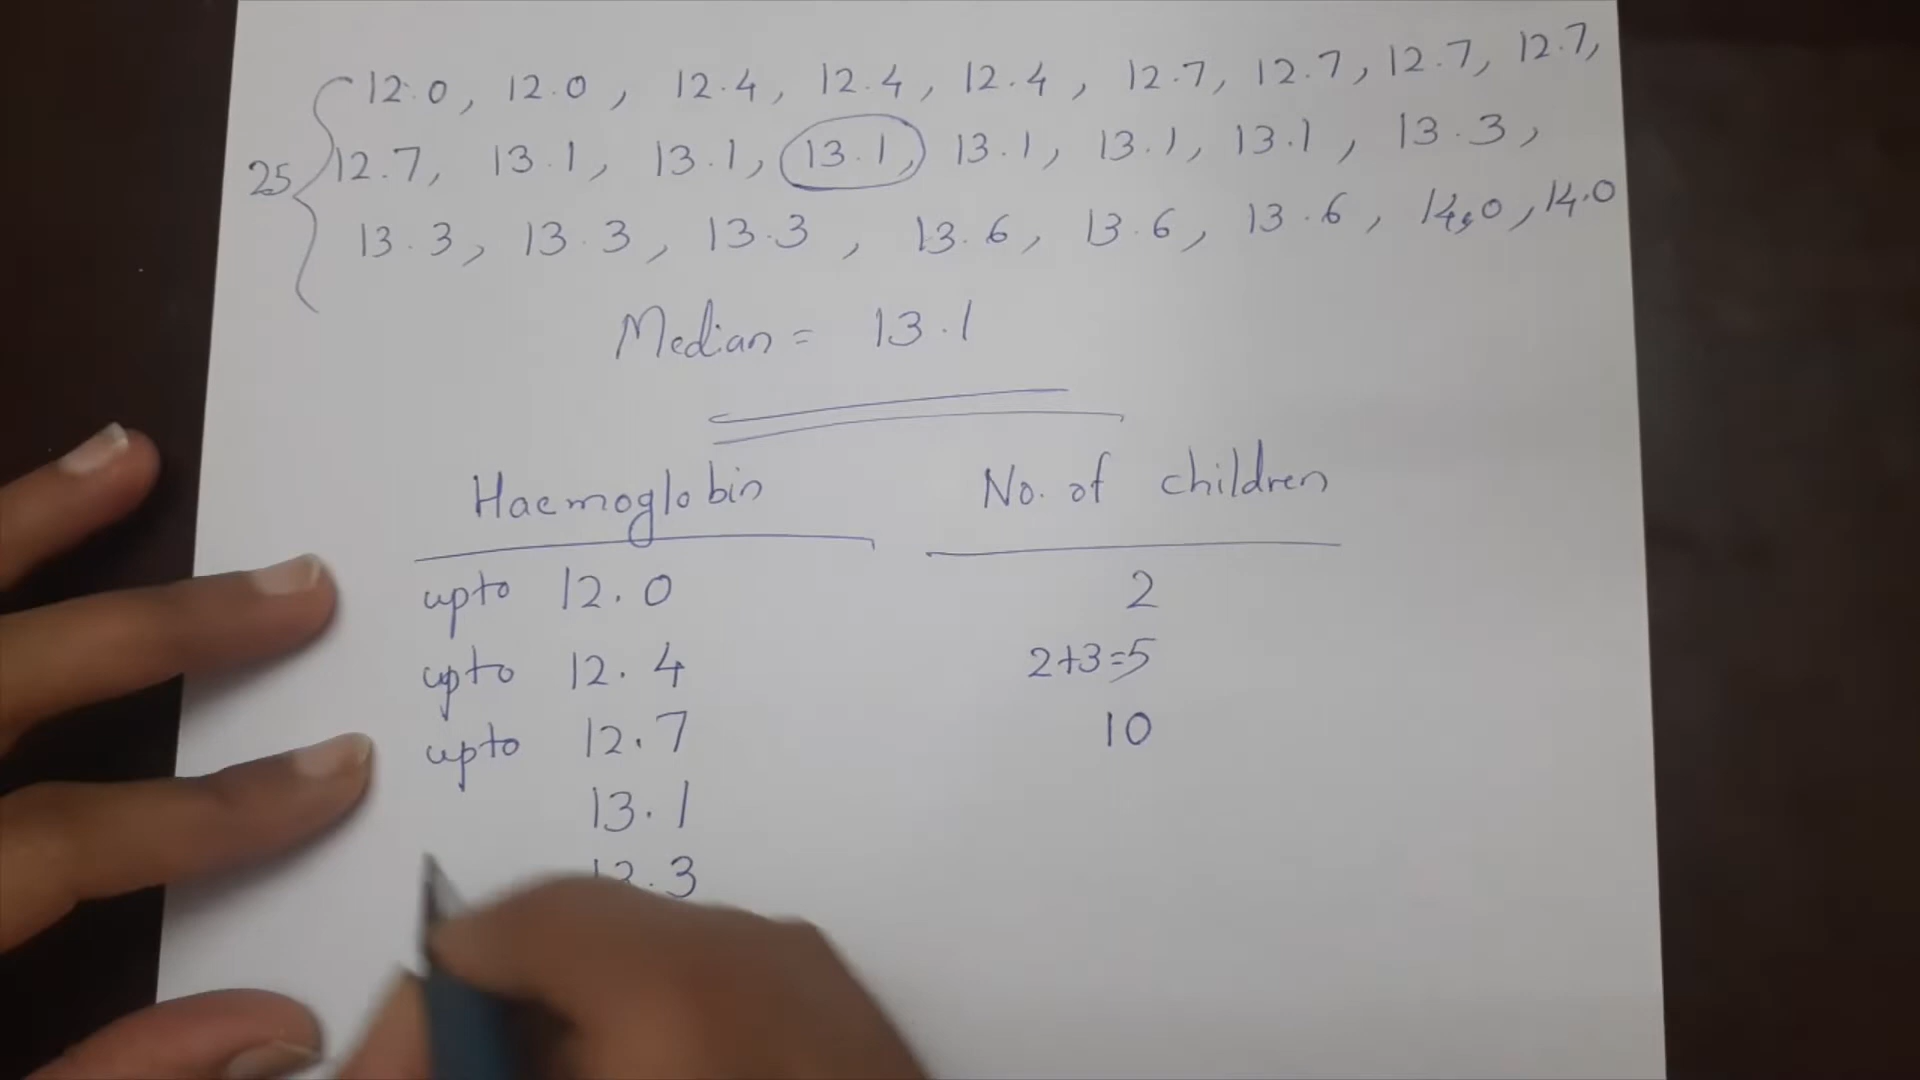 12.0, 12.0, 12.4, 12.4, 12.4, 12.7, 12.7, 12.7, 12.7,
25 12.7, 13.1, 13.1, 13.1, 13.1, 13.1, 13.1, 13.3,
13.3, 13.3, 13.3, 13.6, 13.6, 13.6, 14.0, 14.0
Median = 13.1
Haemoglobin No. of children
upto 12.0 2
upto 12.4 2+3=5
upto 12.7 10
13.1
13.3